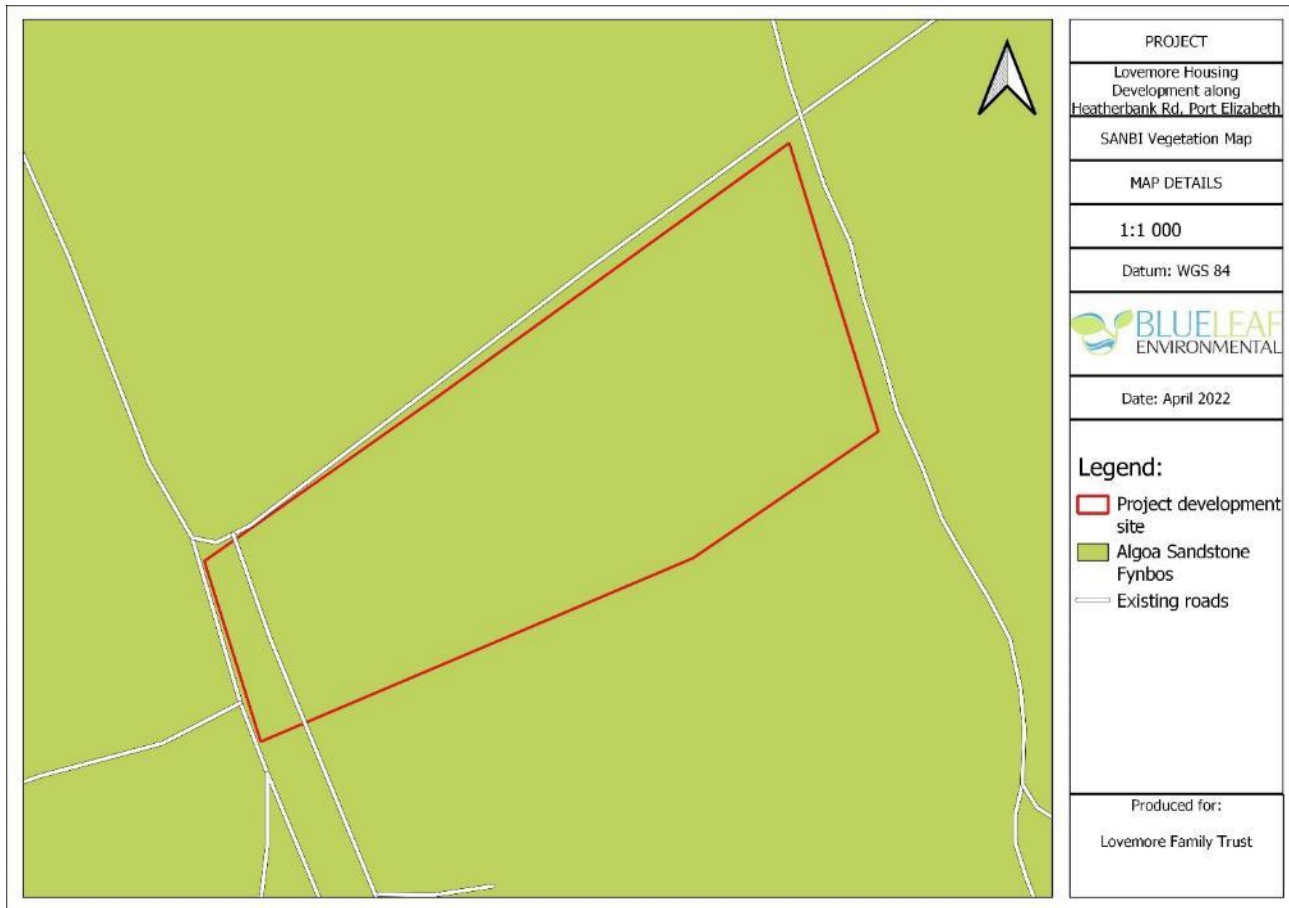 PROJECT
Lovemore Housing
Development along
Heatherbank Rd, Port Elizabeth
SANBI Vegetation Map
MAP DETAILS
1:1 000
Datum: WGS 84
BLUELEAF
ENVIRONMENTAL
Date: April 2022
Legend:
Project development
site
Algoa Sandstone
Fynbos
Existing roads
Produced for:
Lovemore Family Trust